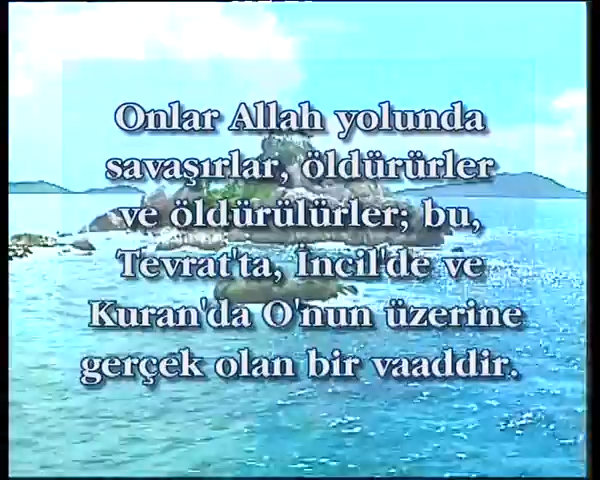 Onlar Allah yolunda
savaşırlar, öldürürler
ve öldürülürler; bu,
Tevrat'ta, İncil'de ve
Kuran'da O'nun üzerine
gerçek olan bir vaaddir.